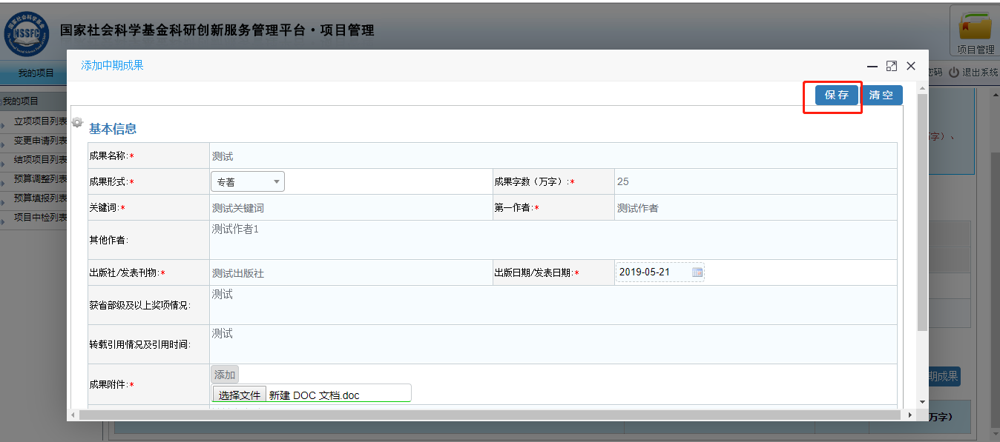 国家社会科学基金科研创新服务管理平台·项目管理
NSSFC
项目管理
我的项目
密码 退出系统
添加中期成果
保存 清空
我的项目
立项项目列表
变更申请列表
结项项目列表
预算调整列表
预算填报列表
项目中检列表
基本信息
成果名称:* 测试
成果形式:* 专著 成果字数（万字）:* 25
关键词:* 测试关键词 第一作者:* 测试作者
其他作者: 测试作者1
出版社/发表刊物:* 测试出版社 出版日期/发表日期:* 2019-05-21
获省部级及以上奖项情况: 测试
转载引用情况及引用时间: 测试
成果附件:* 添加
选择文件 新建 DOC 文档.doc
字）、
期成果
万字）